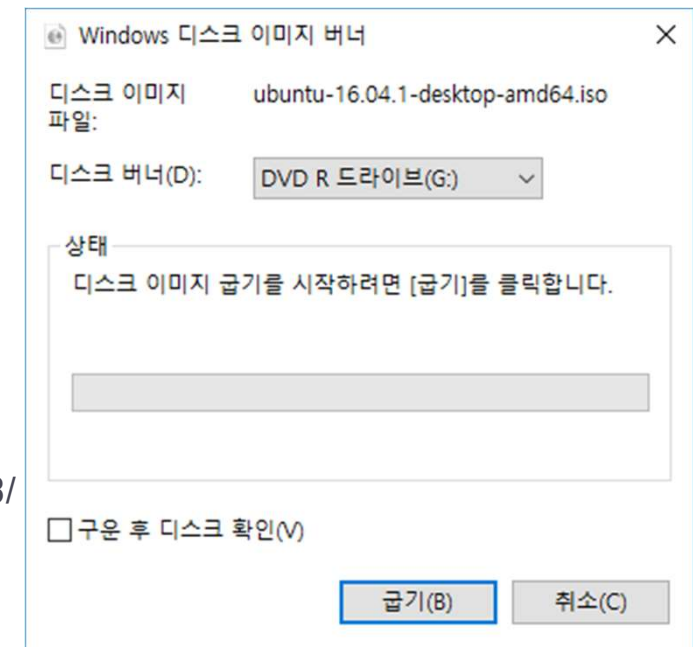 Windows 디스크 이미지 버너
디스크 이미지 ubuntu-16.04.1-desktop-amd64.iso
파일:
디스크 버너(D): DVD R 드라이브(G:)
상태
디스크 이미지 굽기를 시작하려면 [굽기]를 클릭합니다.
3/
구운 후 디스크 확인(V)
굽기(B) 취소(C)